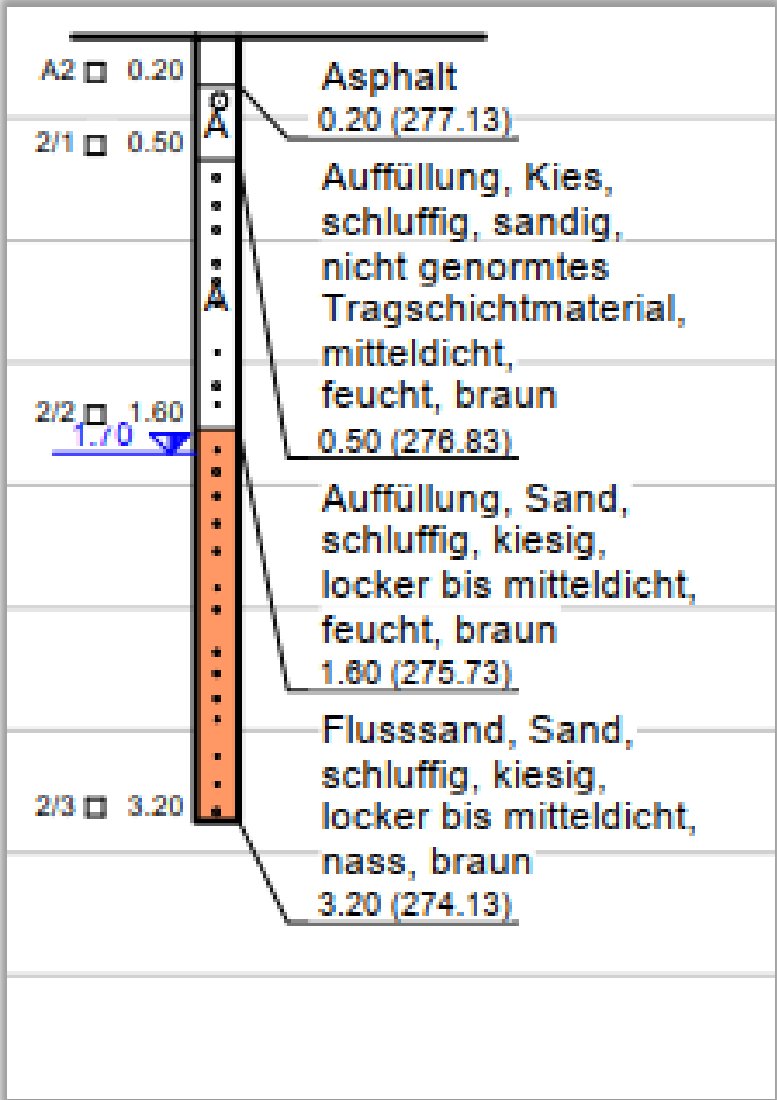 A2 0.20
Asphalt
0.20 (277.13)
A
2/1 0.50
Auffüllung, Kies,
schluffig, sandig,
nicht genormtes
Tragschichtmaterial,
mitteldicht,
feucht, braun
0.50 (276.83)
A
2/2 1.60
1.70
Auffüllung, Sand,
schluffig, kiesig,
locker bis mitteldicht,
feucht, braun
1.60 (275.73)
Flusssand, Sand,
schluffig, kiesig,
locker bis mitteldicht,
nass, braun
3.20 (274.13)
2/3 3.20